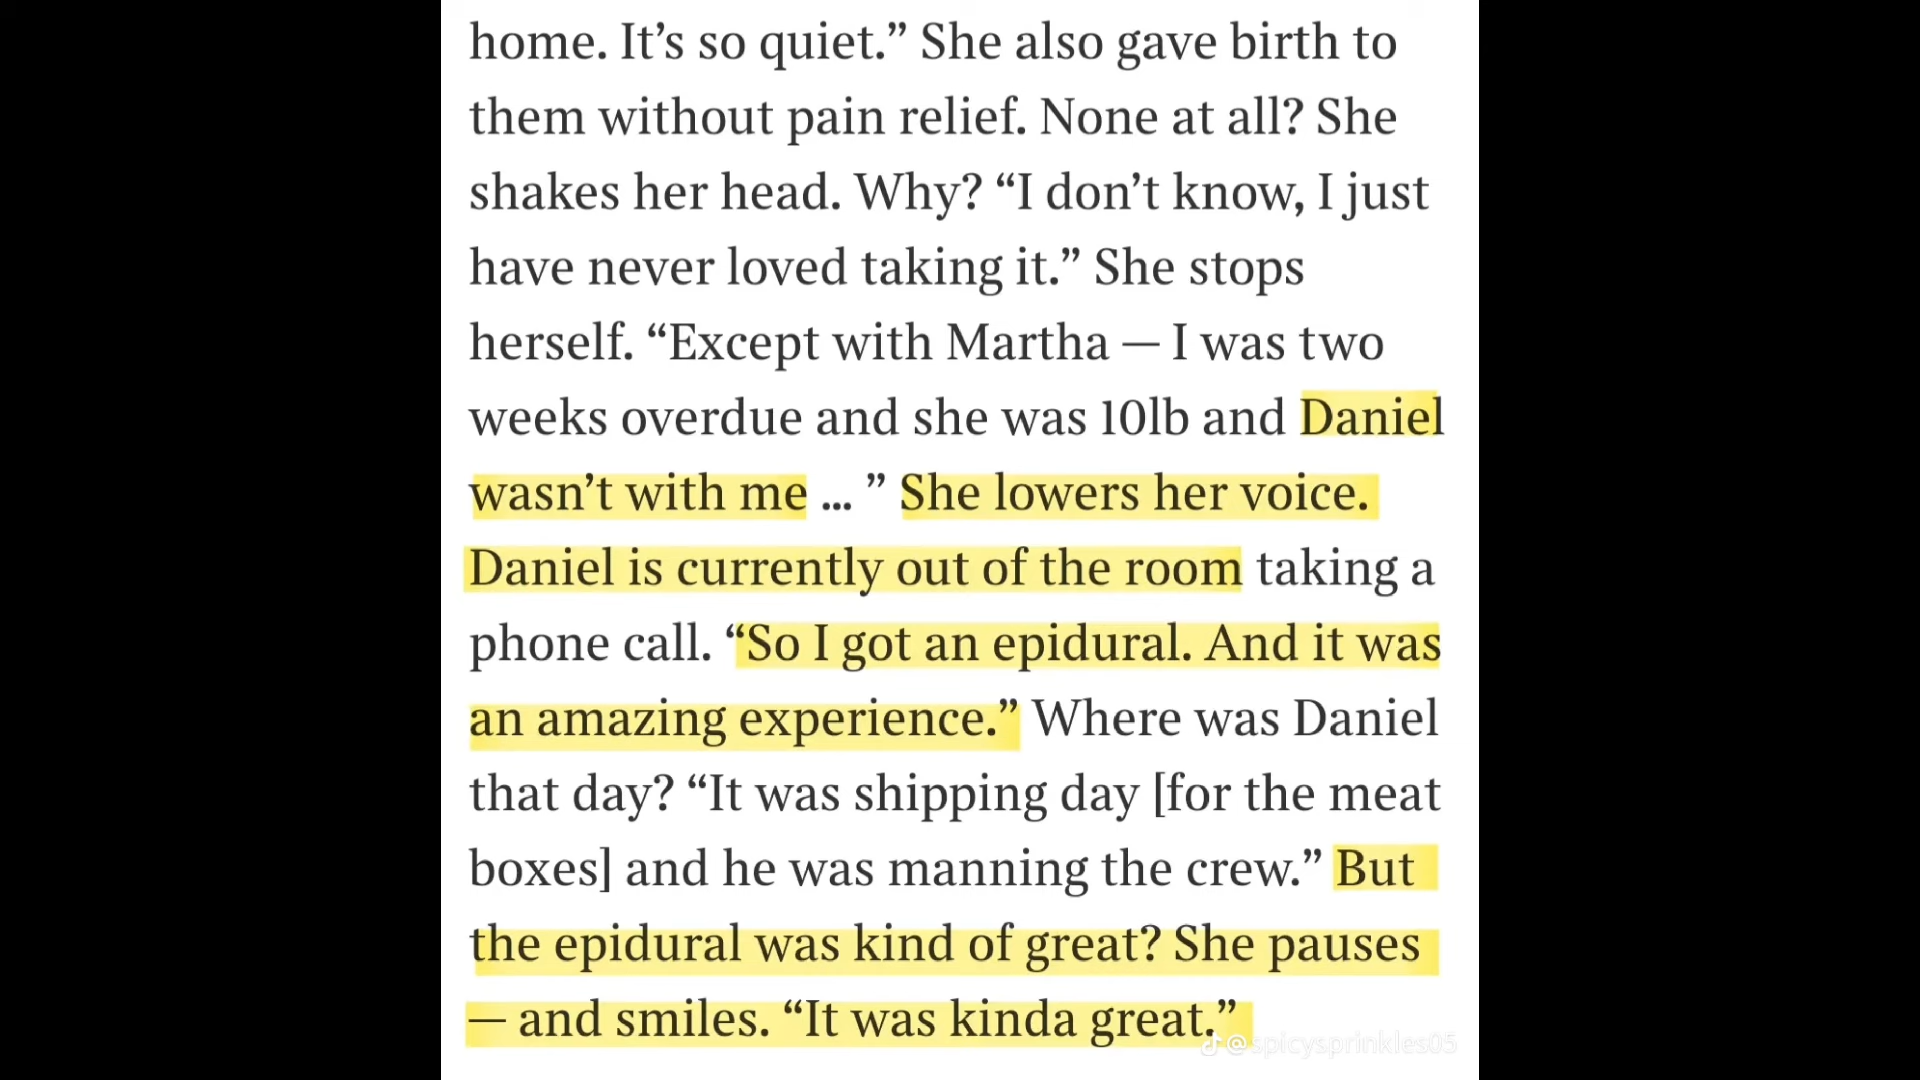 home. It’s so quiet.” She also gave birth to
them without pain relief. None at all? She
shakes her head. Why? “I don’t know, I just
have never loved taking it.” She stops
herself. “Except with Martha — I was two
weeks overdue and she was 10lb and Daniel
wasn’t with me ... ” She lowers her voice.
Daniel is currently out of the room taking a
phone call. “So I got an epidural. And it was
an amazing experience.” Where was Daniel
that day? “It was shipping day [for the meat
boxes] and he was manning the crew.” But
the epidural was kind of great? She pauses
— and smiles. “It was kinda great.”
@spicysprinkles05